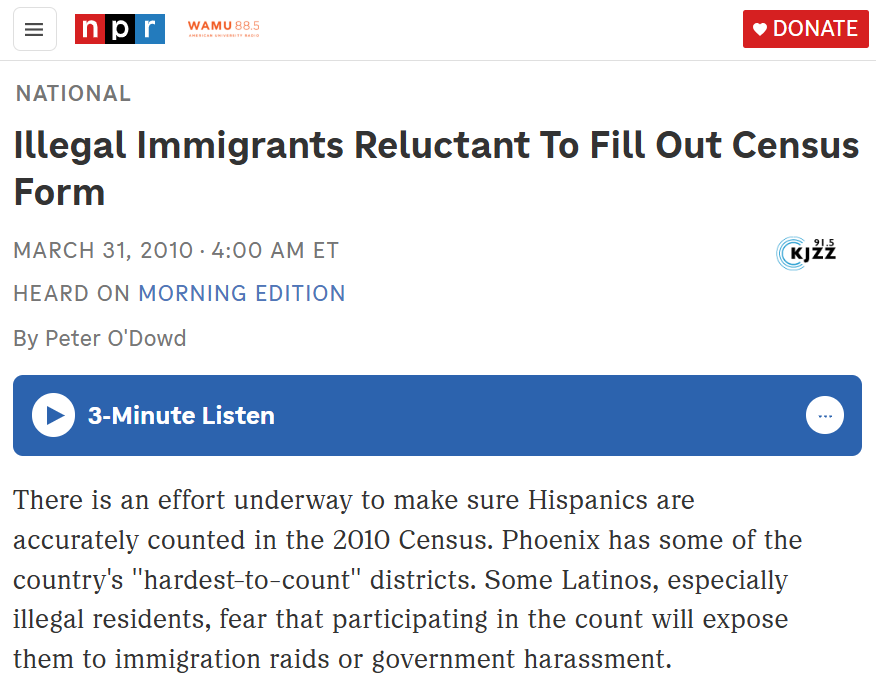 npr
WAMU 88.5
AMERICAN UNIVERSITY RADIO
DONATE
NATIONAL
Illegal Immigrants Reluctant To Fill Out Census
Form
MARCH 31, 2010 · 4:00 AM ET
91.5
KJZZ
HEARD ON MORNING EDITION
By Peter O'Dowd
3-Minute Listen
There is an effort underway to make sure Hispanics are
accurately counted in the 2010 Census. Phoenix has some of the
country's "hardest-to-count" districts. Some Latinos, especially
illegal residents, fear that participating in the count will expose
them to immigration raids or government harassment.